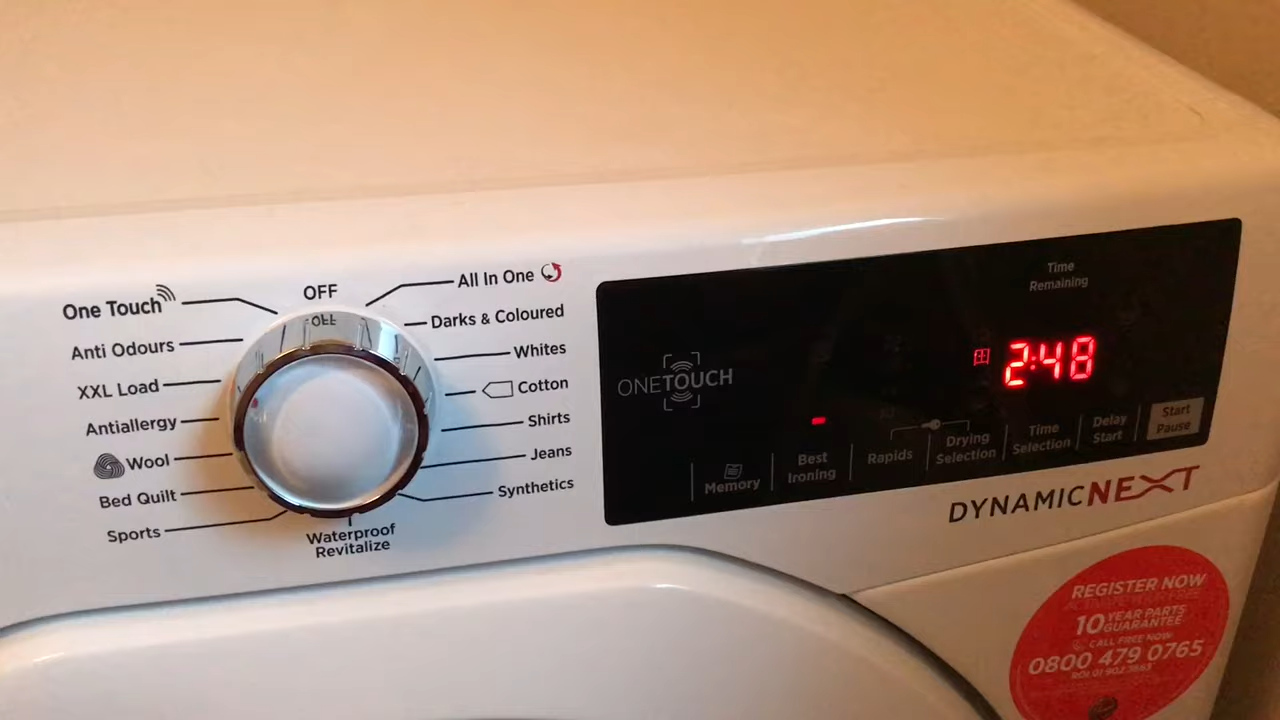 OFF
OFF
One Touch
Anti Odours
XXL Load
Antiallergy
Wool
Bed Quilt
Sports
Waterproof
Revitalize
All In One
Darks & Coloured
Whites
Cotton
Shirts
Jeans
Synthetics
ONETOUCH
Time
Remaining
2:48
Memory
Best
Ironing
Rapids
Drying
Selection
Time
Selection
Delay
Start
Start
Pause
DYNAMICNEXT
REGISTER NOW
10 YEAR PARTS
GUARANTEE
CALL FREE NOW
0800 479 0765